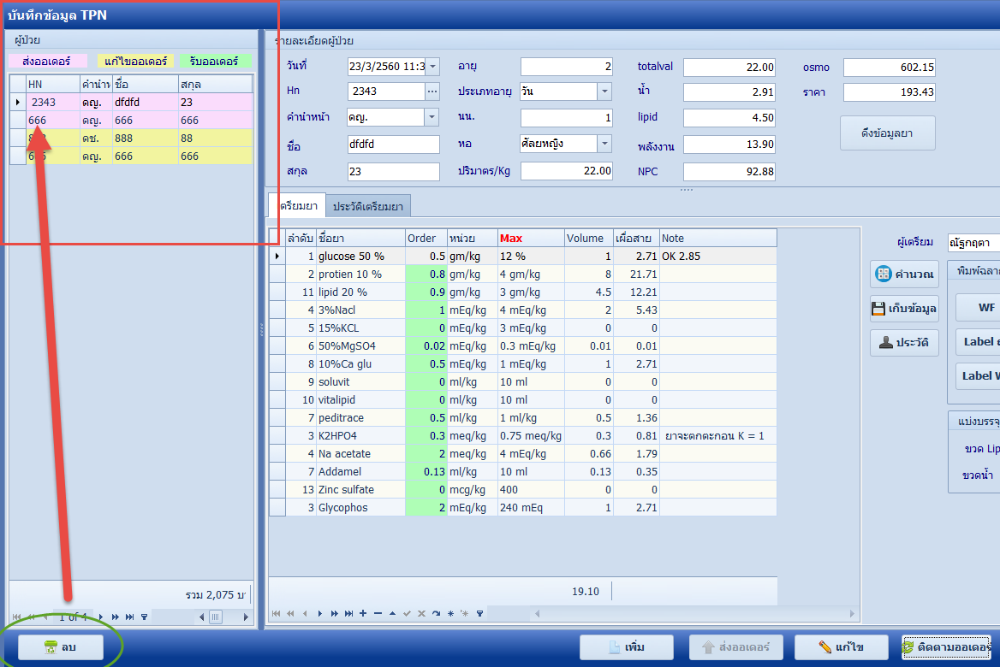 บันทึกข้อมูล TPN
ผู้ป่วย
ส่งออเดอร์ แก้ไขออเดอร์ รับออเดอร์
HN คำนำห ชื่อ สกุล
2343 ดญ. dfdfd 23
666 ดญ. 666 666
ดช. 888 88
ดญ. 666 666
รวม 2,075 บา
1 of 4
ลบ
รายละเอียดผู้ป่วย
วันที่ 23/3/2560 11:3 อายุ 2 totalval 22.00 osmo 602.15
Hn 2343 ประเภทอายุ วัน น้ำ 2.91 ราคา 193.43
คำนำหน้า ดญ. นน. 1 lipid 4.50
ดึงข้อมูลยา
ชื่อ dfdfd หอ ศัลยหญิง พลังงาน 13.90
สกุล 23 ปริมาตร/Kg 22.00 NPC 92.88
เตรียมยา ประวัติเตรียมยา
ลำดับ ชื่อยา Order หน่วย Max Volume เผื่อสาย Note
1 glucose 50 % 0.5 gm/kg 12 % 1 2.71 OK 2.85
2 protien 10 % 0.8 gm/kg 4 gm/kg 8 21.71
11 lipid 20 % 0.9 gm/kg 3 gm/kg 4.5 12.21
4 3%Nacl 1 mEq/kg 4 mEq/kg 2 5.43
5 15%KCL 0 mEq/kg 3 mEq/kg 0 0
6 50%MgSO4 0.02 mEq/kg 0.3 mEq/kg 0.01 0.01
8 10%Ca glu 0.5 mEq/kg 1 mEq/kg 1 2.71
9 soluvit 0 ml/kg 10 ml 0 0
10 vitalipid 0 ml/kg 10 ml 0 0
7 peditrace 0.5 ml/kg 1 ml/kg 0.5 1.36
3 K2HPO4 0.3 meq/kg 0.75 meq/kg 0.3 0.81 ยาจะตกตะกอน K = 1
4 Na acetate 2 meq/kg 4 mEq/kg 0.66 1.79
7 Addamel 0.13 ml/kg 10 ml 0.13 0.35
13 Zinc sulfate 0 mcg/kg 400 0 0
3 Glycophos 2 mEq/kg 240 mEq 1 2.71
19.10
ผู้เตรียม ณัฐกฤตา
คำนวณ
เก็บข้อมูล
ประวัติ
พิมพ์ฉลาก
WF
Label
Label W
แบ่งบรรจุ
ขวด Lip
ขวดน้ำ
เพิ่ม ส่งออเดอร์ แก้ไข ติดตามออเดอร์